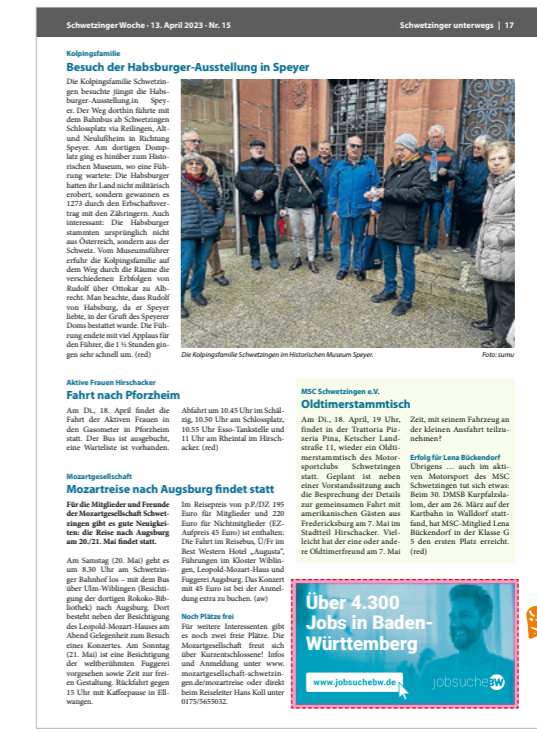 Schwetzinger Woche · 13. April 2023 · Nr. 15
Schwetzinger unterwegs | 17
Kolpingsfamilie
Besuch der Habsburger-Ausstellung in Speyer
Die Kolpingsfamilie Schwetzin-
gen besuchte jüngst die Habs-
burger-Ausstellung.in Spey-
er. Der Weg dorthin führte mit
dem Bahnbus ab Schwetzingen
Schlossplatz via Reilingen, Alt-
und Neulußheim in Richtung
Speyer. Am dortigen Domp-
latz ging es hinüber zum Histo-
rischen Museum, wo eine Füh-
rung wartete: Die Habsburger
hatten ihr Land nicht militärisch
erobert, sondern gewannen es
1273 durch den Erbschaftsver-
trag mit den Zähringern. Auch
interessant: Die Habsburger
stammten ursprünglich nicht
aus Österreich, sondern aus der
Schweiz. Vom Museumsführer
erfuhr die Kolpingsfamilie auf
dem Weg durch die Räume die
verschiedenen Erbfolgen von
Rudolf über Ottokar zu Alb-
recht. Man beachte, dass Rudolf
von Habsburg, da er Speyer
liebte, in der Gruft des Speyerer
Doms bestattet wurde. Die Füh-
rung endete mit viel Applaus für
den Führer, die 1 ½ Stunden gin-
gen sehr schnell um. (red)
Die Kolpingsfamilie Schwetzingen im Historischen Museum Speyer.
Foto: sumu
Aktive Frauen Hirschacker
Fahrt nach Pforzheim
Am Di., 18. April findet die
Fahrt der Aktiven Frauen in
den Gasometer in Pforzheim
statt. Der Bus ist ausgebucht,
eine Warteliste ist vorhanden.
Abfahrt um 10.45 Uhr im Schäl-
zig, 10.50 Uhr am Schlossplatz,
10.55 Uhr Esso-Tankstelle und
11 Uhr am Rheintal im Hirsch-
acker. (red)
Mozartgesellschaft
Mozartreise nach Augsburg findet statt
Für die Mitglieder und Freunde
der Mozartgesellschaft Schwet-
zingen gibt es gute Neuigkei-
ten: die Reise nach Augsburg
am 20./21. Mai findet statt.
Am Samstag (20. Mai) geht es
um 8.30 Uhr am Schwetzin-
ger Bahnhof los – mit dem Bus
über Ulm-Wiblingen (Besichti-
gung der dortigen Rokoko-Bib-
liothek) nach Augsburg. Dort
besteht neben der Besichtigung
des Leopold-Mozart-Hauses am
Abend Gelegenheit zum Besuch
eines Konzertes. Am Sonntag
(21. Mai) ist eine Besichtigung
der weltberühmten Fuggerei
vorgesehen sowie Zeit zur frei-
en Gestaltung. Rückfahrt gegen
15 Uhr mit Kaffeepause in Ell-
wangen.
Im Reisepreis von p.P./DZ 195
Euro für Mitglieder und 220
Euro für Nichtmitglieder (EZ-
Aufpreis 45 Euro) ist enthalten:
Die Fahrt im Reisebus, Ü/Fr im
Best Western Hotel „Augusta“,
Führungen im Kloster Wiblin-
gen, Leopold-Mozart-Haus und
Fuggerei Augsburg. Das Konzert
mit 45 Euro ist bei der Anmel-
dung extra zu buchen. (aw)
Noch Plätze frei
Für weitere Interessenten gibt
es noch zwei freie Plätze. Die
Mozartgesellschaft freut sich
über Kurzentschlossene! Infos
und Anmeldung unter www.
mozartgesellschaft-schwetzin-
gen.de/mozartreise oder direkt
beim Reiseleiter Hans Koll unter
0175/5655032.
MSC Schwetzingen e.V.
Oldtimerstammtisch
Am Di., 18. April, 19 Uhr,
findet in der Trattoria Piz-
zeria Pina, Ketscher Land-
straße 11, wieder ein Oldti-
merstammtisch des Motor-
sportclubs Schwetzingen
statt. Geplant ist neben
einer Vorstandssitzung auch
die Besprechung der Details
zur gemeinsamen Fahrt mit
amerikanischen Gästen aus
Fredericksburg am 7. Mai im
Stadtteil Hirschacker. Viel-
leicht hat der eine oder ande-
re Oldtimerfreund am 7. Mai
Zeit, mit seinem Fahrzeug an
der kleinen Ausfahrt teilzu-
nehmen?
Erfolg für Lena Bückendorf
Übrigens … auch im akti-
ven Motorsport des MSC
Schwetzingen tut sich etwas:
Beim 30. DMSB Kurpfalzsla-
lom, der am 26. März auf der
Kartbahn in Walldorf statt-
fand, hat MSC-Mitglied Lena
Bückendorf in der Klasse G
5 den ersten Platz erreicht.
(red)
Über 4.300
Jobs in Baden-
Württemberg
www.jobsuchebw.de
jobsucheBW